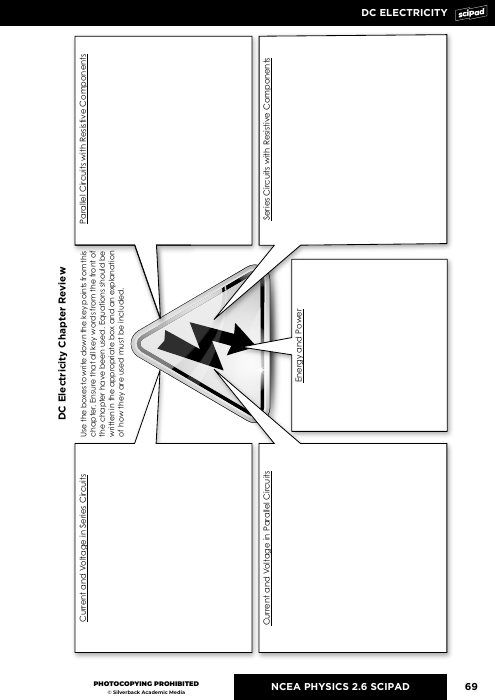 DC ELECTRICITY
scipad
DC Electricity Chapter Review
Use the boxes to write down the key points from this
chapter. Ensure that all key words from the front of
the chapter have been used. Equations should be
written in the appropriate box and an explanation
of how they are used must be included.
Current and Voltage in Series Circuits
Parallel Circuits with Resistive Components
Current and Voltage in Parallel Circuits
Energy and Power
Series Circuits with Resistive Components
PHOTOCOPYING PROHIBITED
© Silverback Academic Media
NCEA PHYSICS 2.6 SCIPAD
69